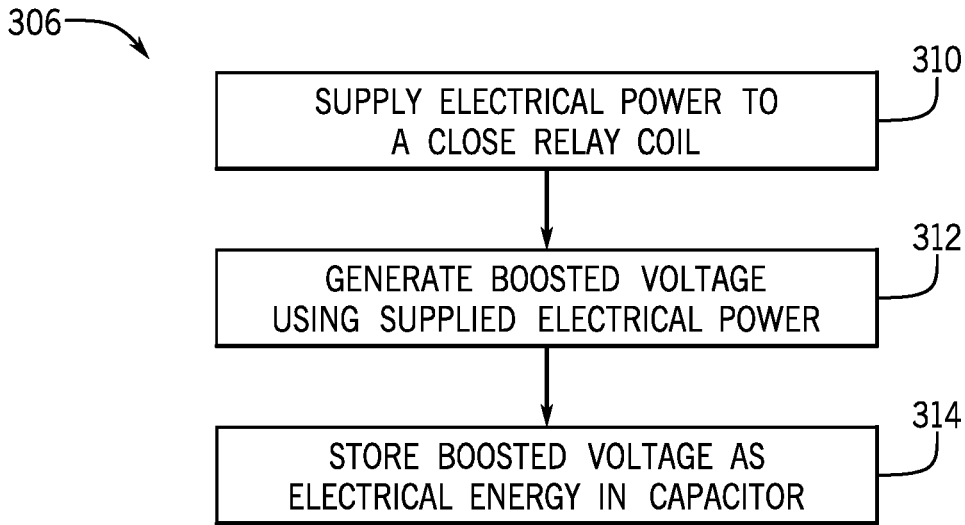 306
310
SUPPLY ELECTRICAL POWER TO
A CLOSE RELAY COIL
312
GENERATE BOOSTED VOLTAGE
USING SUPPLIED ELECTRICAL POWER
314
STORE BOOSTED VOLTAGE AS
ELECTRICAL ENERGY IN CAPACITOR